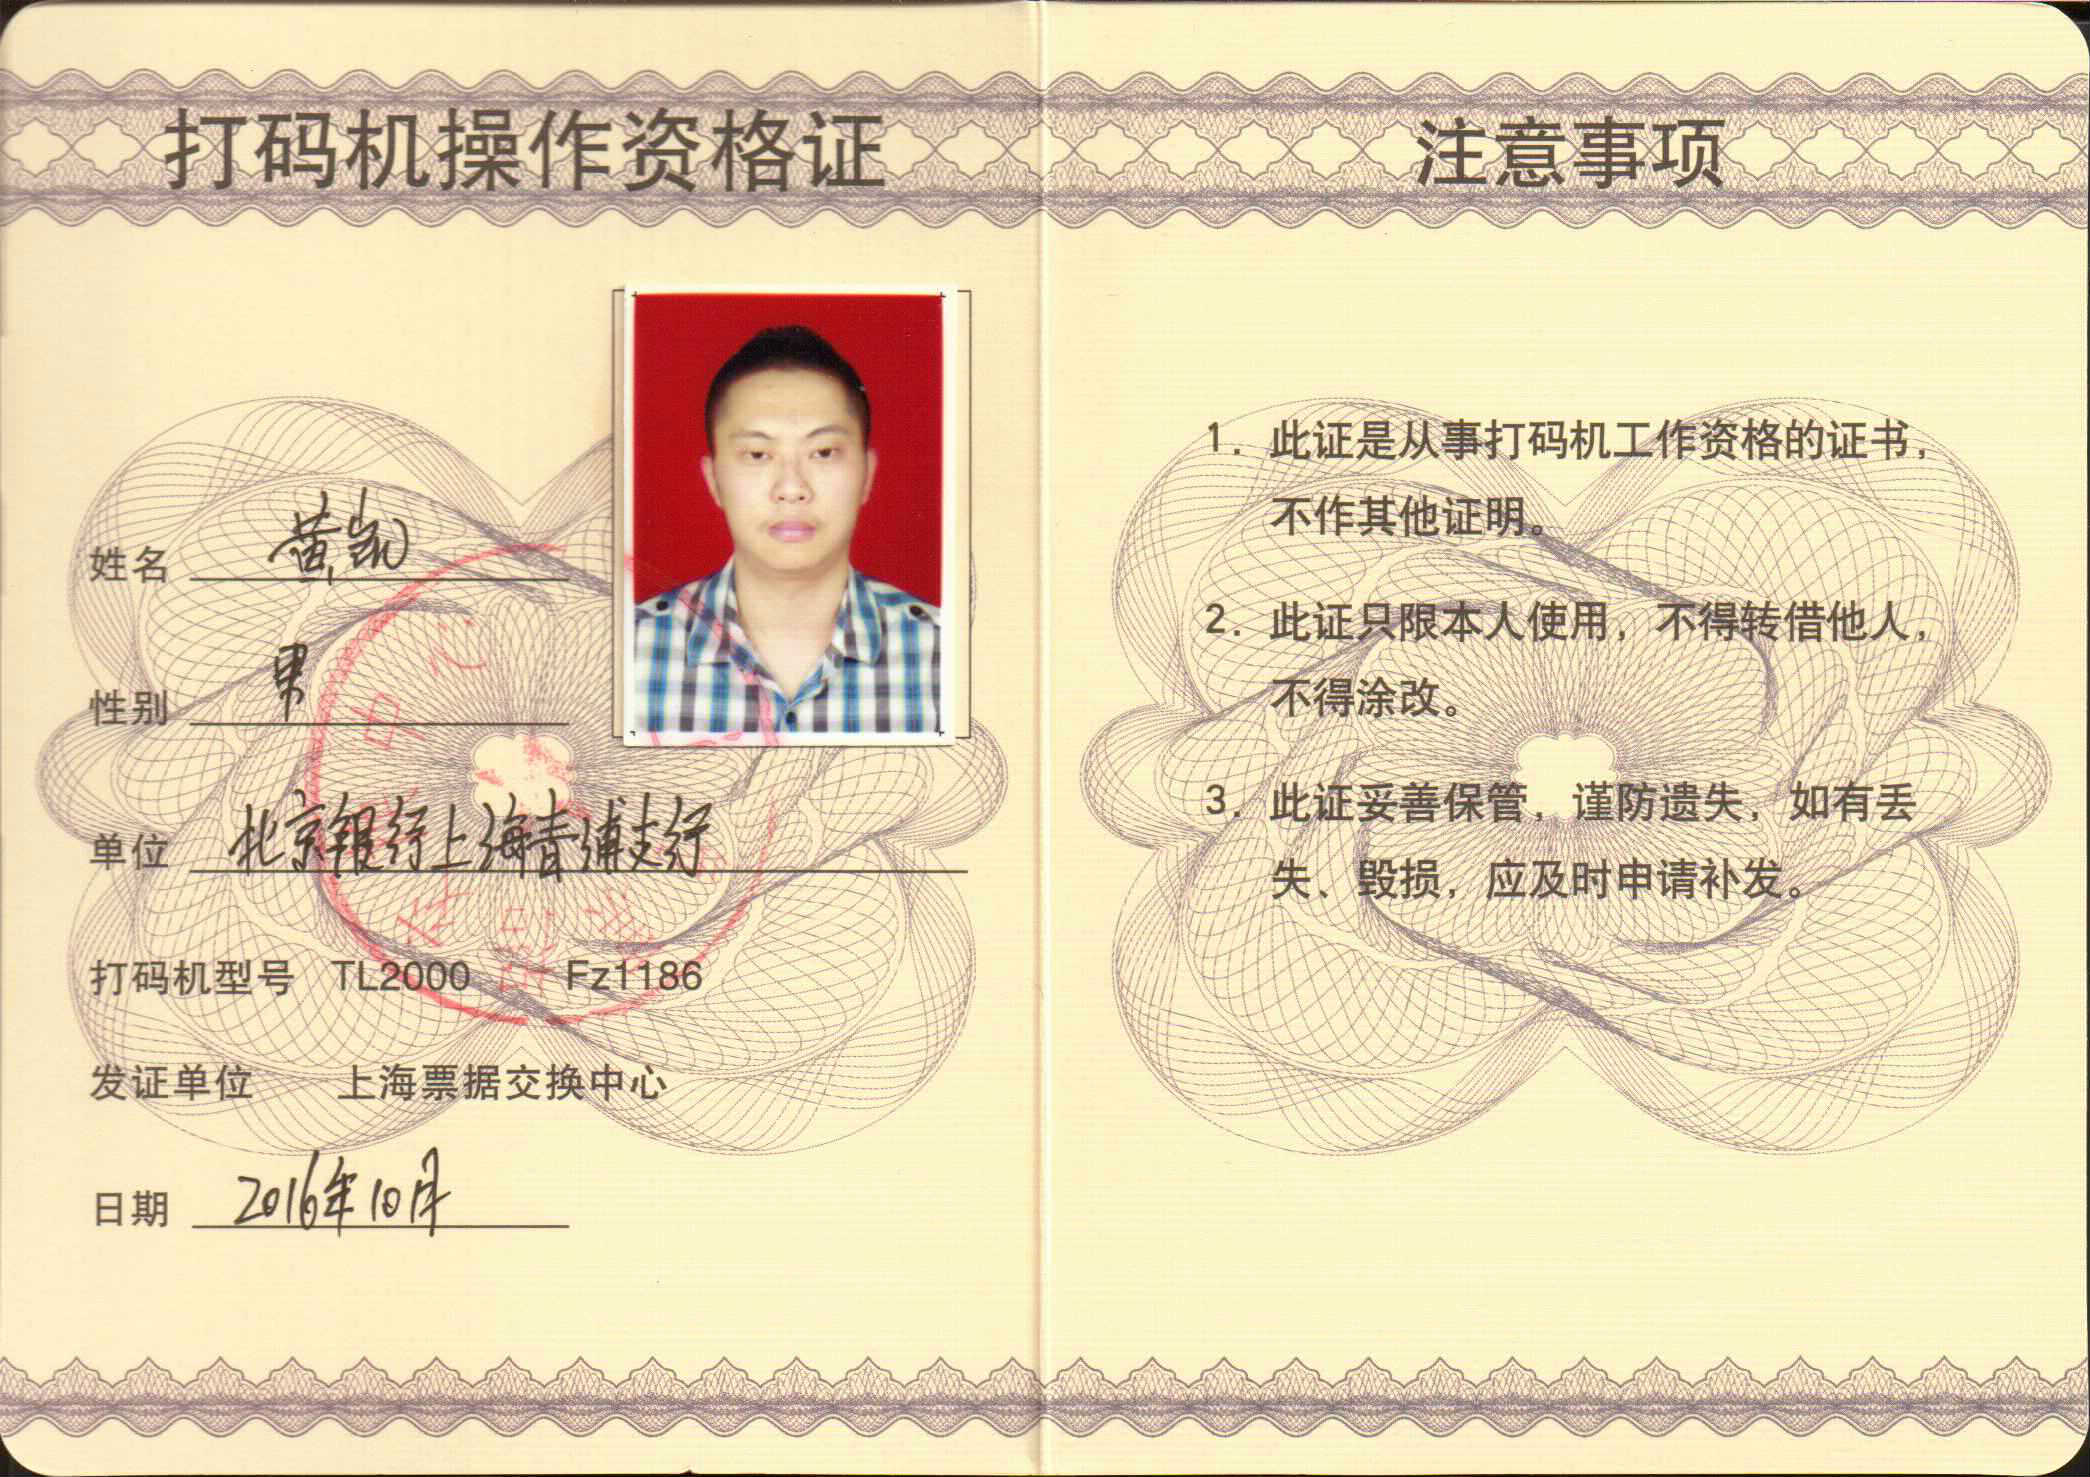 打码机操作资格证
姓名 黄凯
性别 男
单位 北京银行上海青浦支行
打码机型号 TL2000 Fz1186
发证单位 上海票据交换中心
日期 2016年10月
注意事项
1. 此证是从事打码机工作资格的证书，
不作其他证明。
2. 此证只限本人使用，不得转借他人，
不得涂改。
3. 此证妥善保管，谨防遗失，如有丢
失、毁损，应及时申请补发。